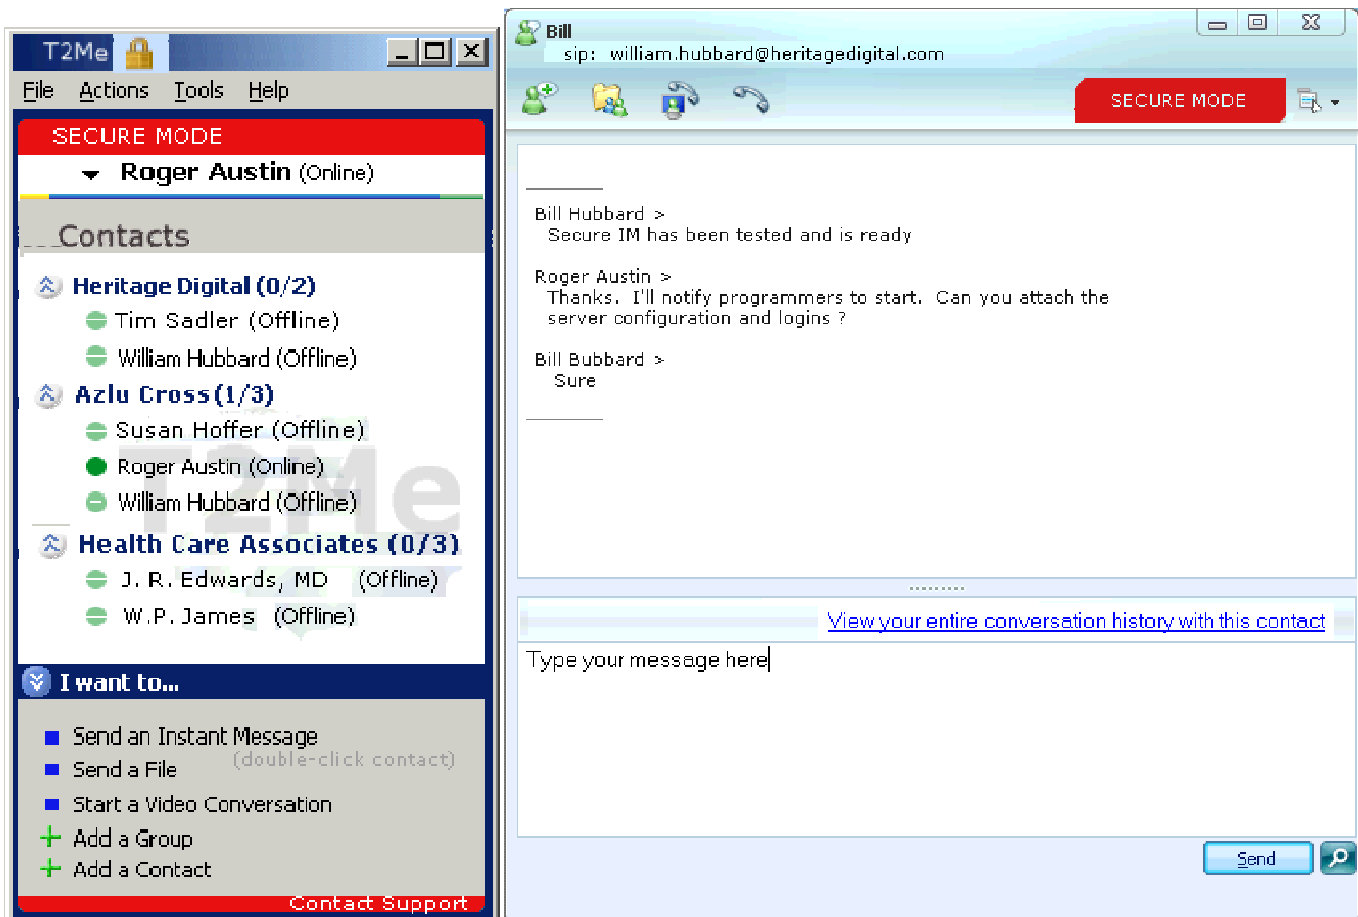 T2Me
File Actions Tools Help
SECURE MODE
Roger Austin (Online)
Contacts
Heritage Digital (0/2)
Tim Sadler (Offline)
William Hubbard (Offline)
Azlu Cross (1/3)
Susan Hoffer (Offline)
Roger Austin (Online)
William Hubbard (Offline)
Health Care Associates (0/3)
J. R. Edwards, MD (Offline)
W.P. James (Offline)
T2Me
I want to...
Send an Instant Message
(double-click contact)
Send a File
Start a Video Conversation
Add a Group
Add a Contact
Contact Support
Bill
sip: william.hubbard@heritagedigital.com
SECURE MODE
Bill Hubbard >
Secure IM has been tested and is ready
Roger Austin >
Thanks. I'll notify programmers to start. Can you attach the
server configuration and logins ?
Bill Bubbard >
Sure
View your entire conversation history with this contact
Type your message here
Send